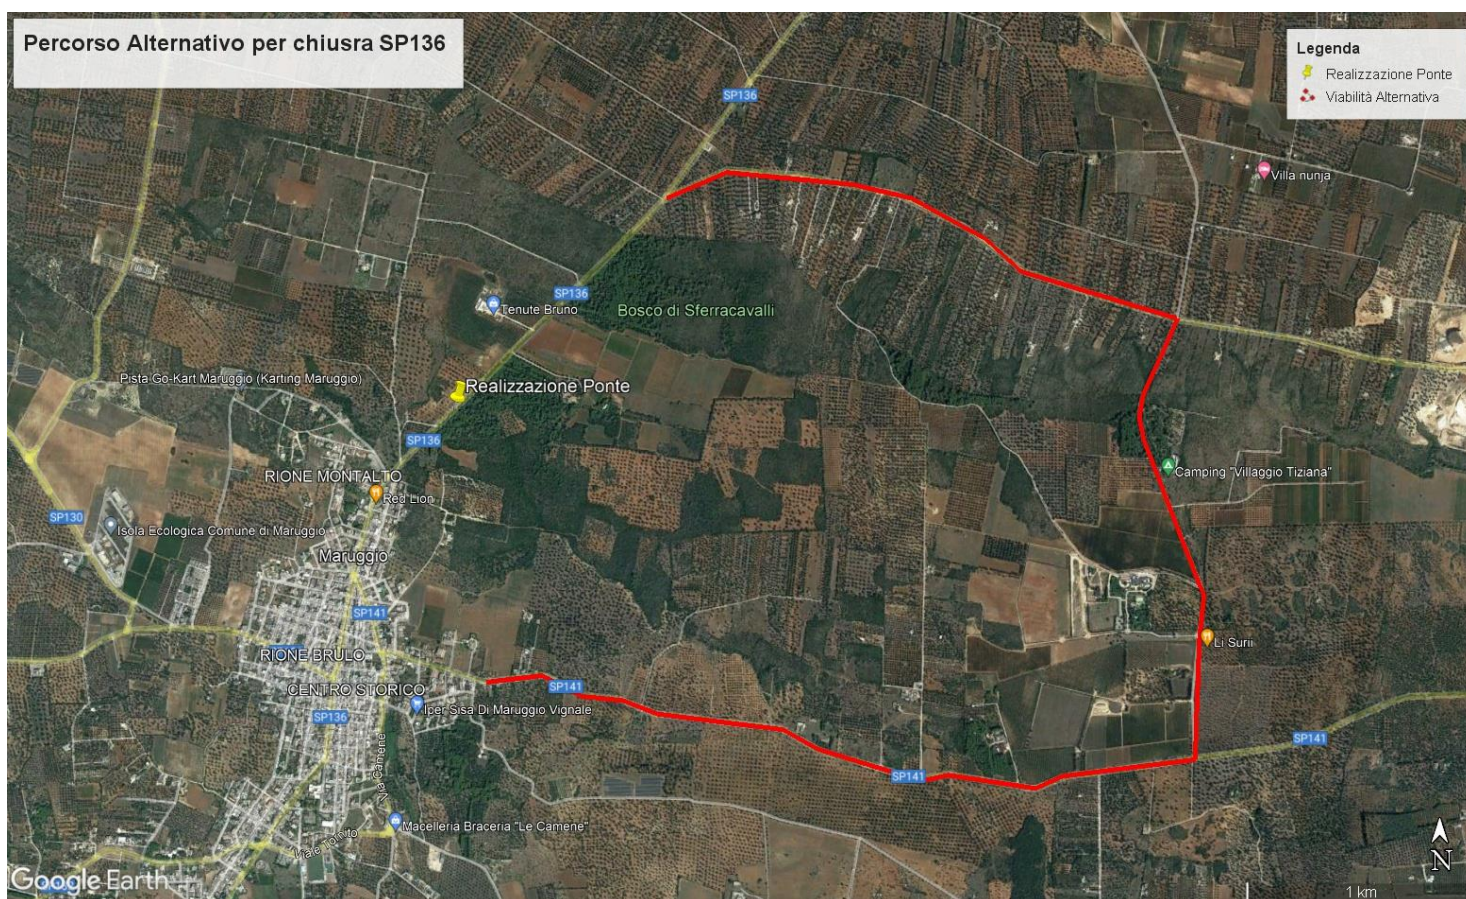 Percorso Alternativo per chiusra SP136
Legenda
Realizzazione Ponte
Viabilità Alternativa
SP136
Villa nunja
SP136
Tenute Bruno
Bosco di Sferracavalli
Pista Go-Kart Maruggio (Karting Maruggio)
Realizzazione Ponte
SP136
RIONE MONTALTO
Red Lion
Camping "Villaggio Tiziana"
SP130
Isola Ecologica Comune di Maruggio
Maruggio
SP141
Li Surii
RIONE BRULO
CENTRO STORICO
SP141
Iper Sisa Di Maruggio Vignale
SP136
SP141
Via Camene
SP141
Macelleria Braceria "Le Camene"
Viale Torino
N
Google Earth
1 km